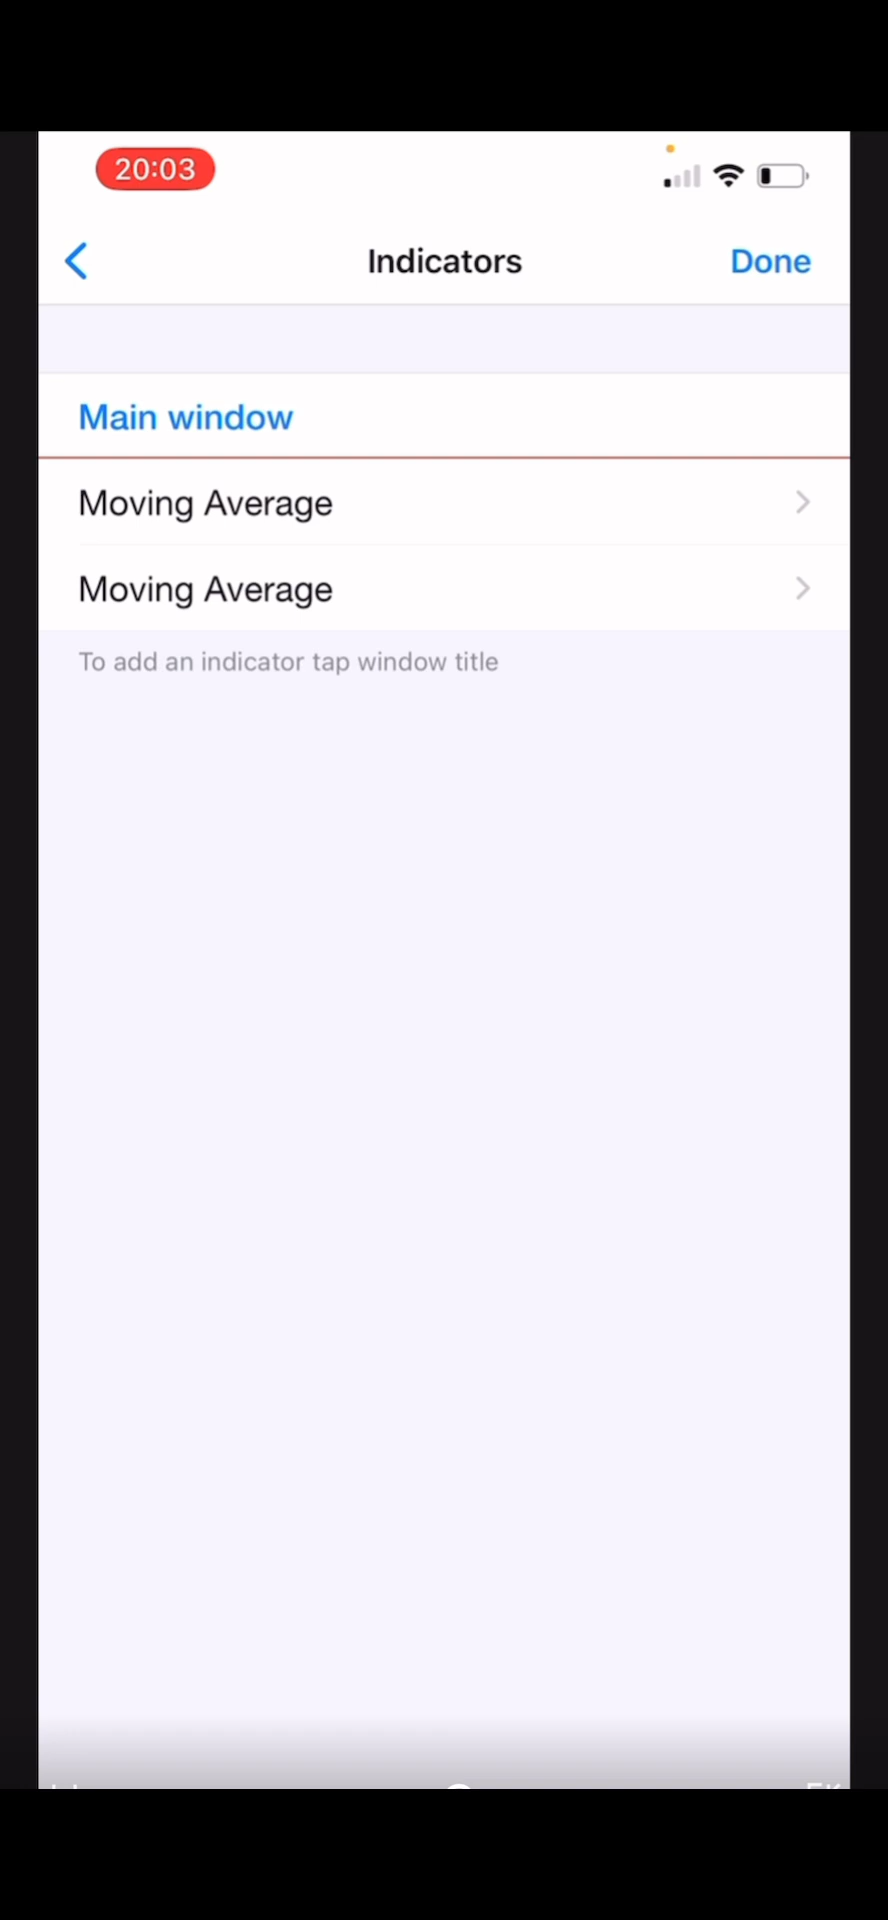 20:03
Indicators
Done
Main window
Moving Average
Moving Average
To add an indicator tap window title